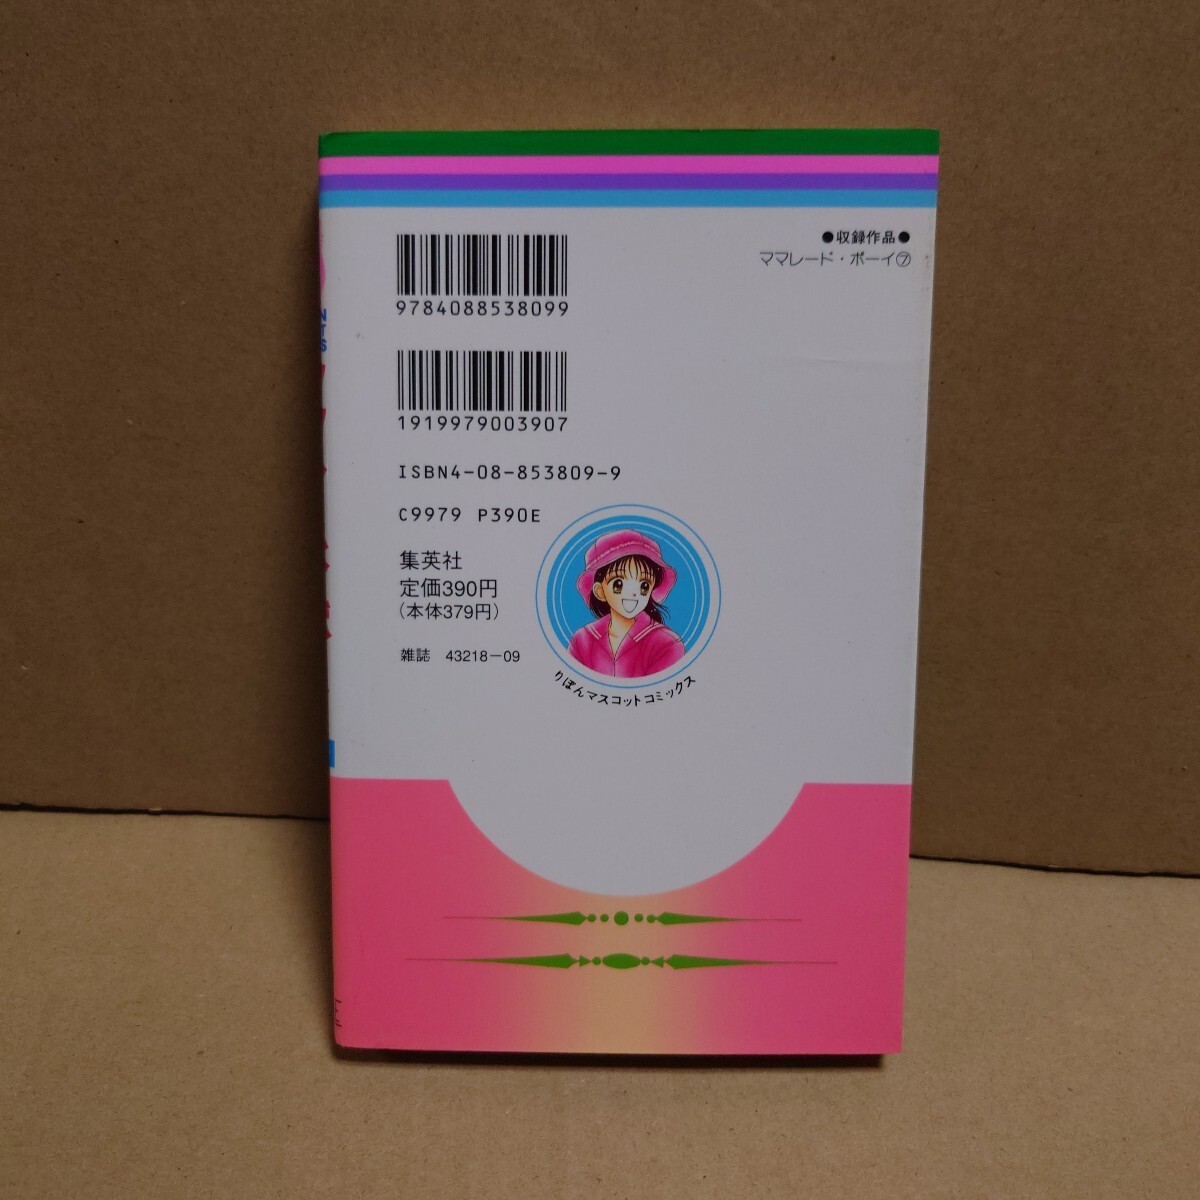 ●収録作品●
ママレード・ボーイ⑦
9784088538099
1919979003907
ISBN4-08-853809-9
C9979 P390E
集英社
定価390円
(本体379円)
雑誌 43218-09
りぼんマスコットコミックス